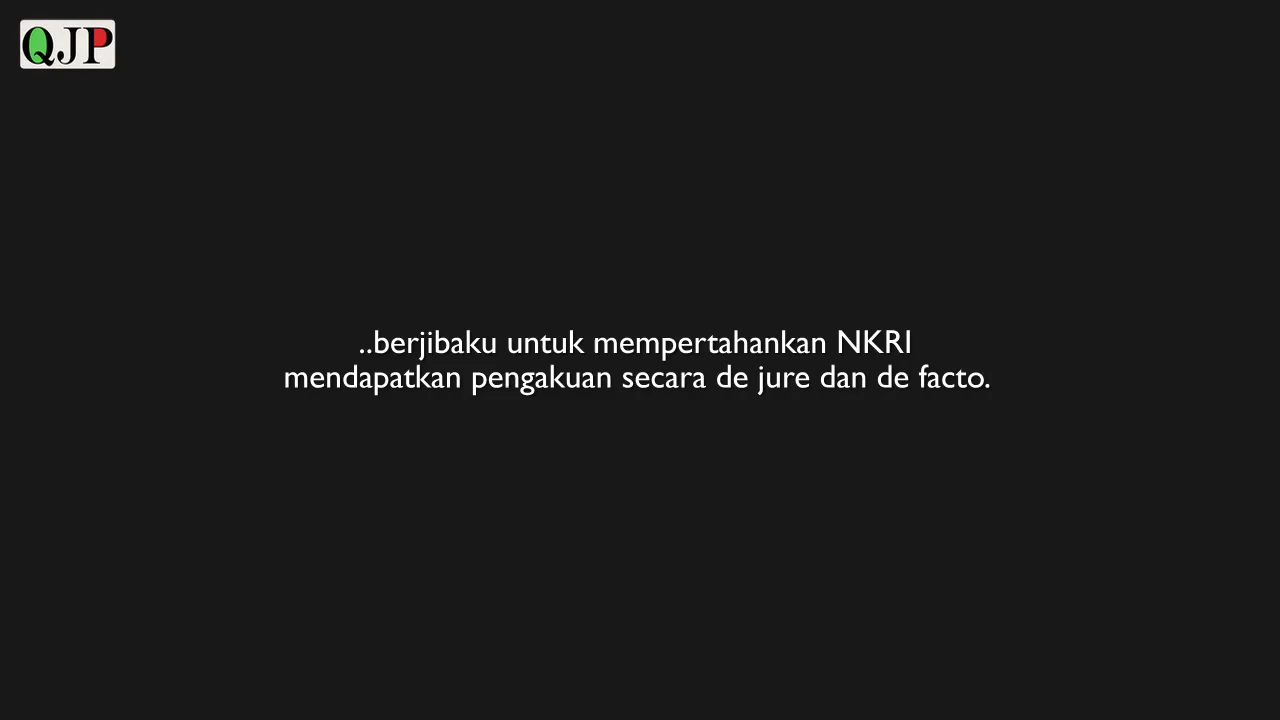 QJP
..berjibaku untuk mempertahankan NKRI
mendapatkan pengakuan secara de jure dan de facto.